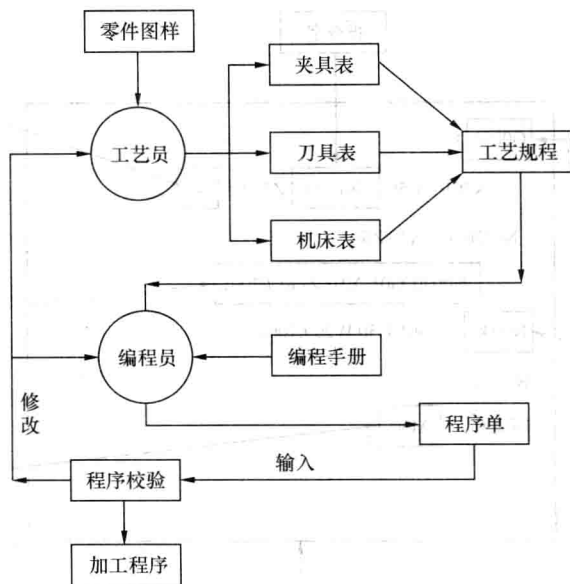 零件图样
夹具表
工艺员
刀具表
工艺规程
机床表
编程员
编程手册
修改
程序单
输入
程序校验
加工程序